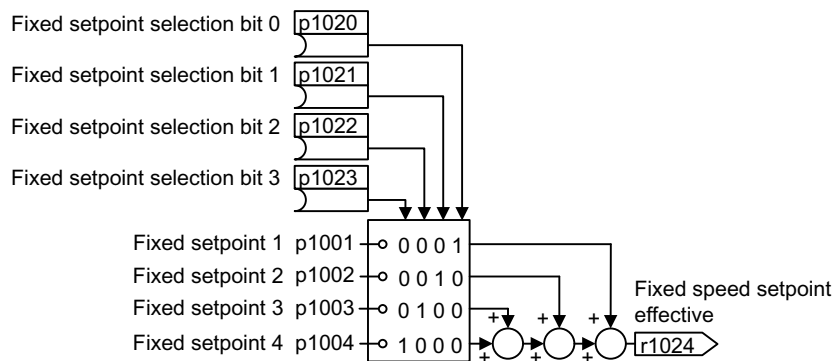 Fixed setpoint selection bit 0 p1020
Fixed setpoint selection bit 1 p1021
Fixed setpoint selection bit 2 p1022
Fixed setpoint selection bit 3 p1023
Fixed setpoint 1 p1001 0 0 0 1
Fixed setpoint 2 p1002 0 0 1 0
Fixed setpoint 3 p1003 0 1 0 0
Fixed setpoint 4 p1004 1 0 0 0
+ + +
+ + +
Fixed speed setpoint
effective
r1024